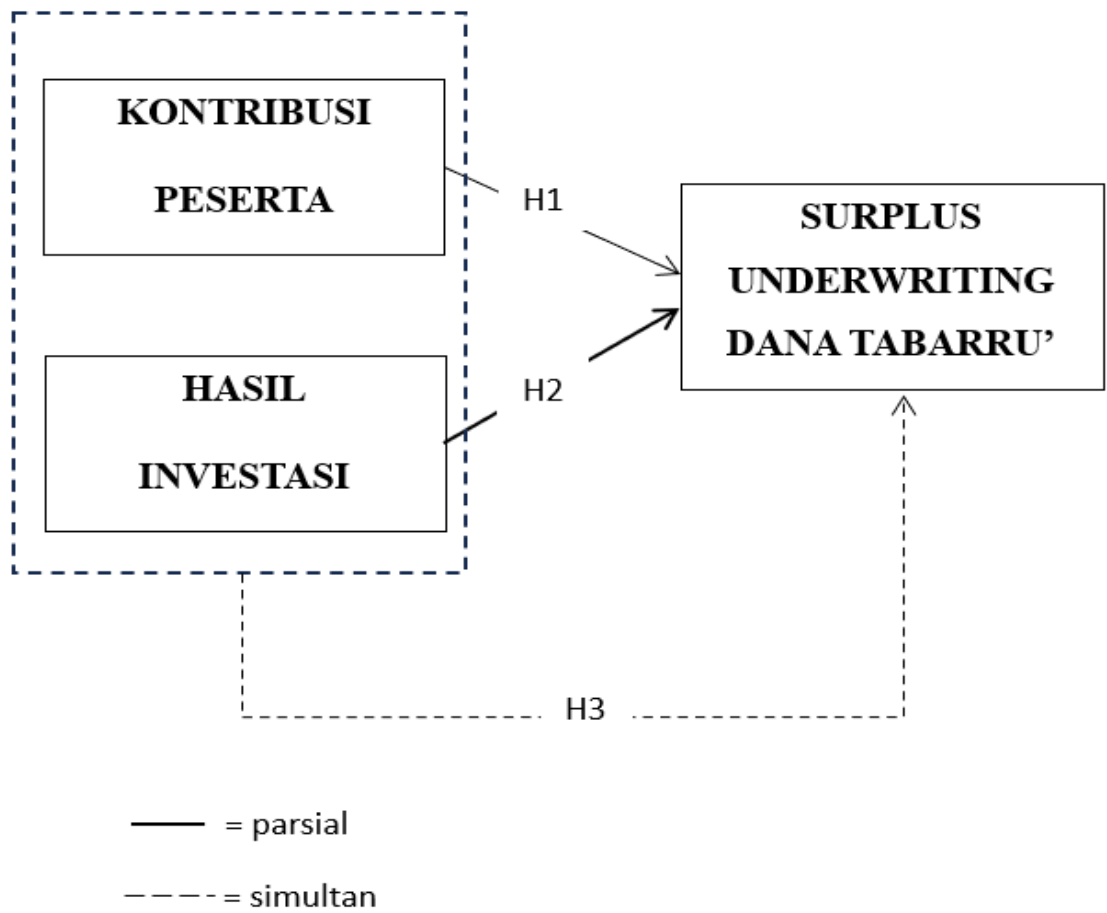 KONTRIBUSI
PESERTA
H1
SURPLUS
UNDERWRITING
DANA TABARRU’
HASIL
INVESTASI
H2
H3
= parsial
= simultan